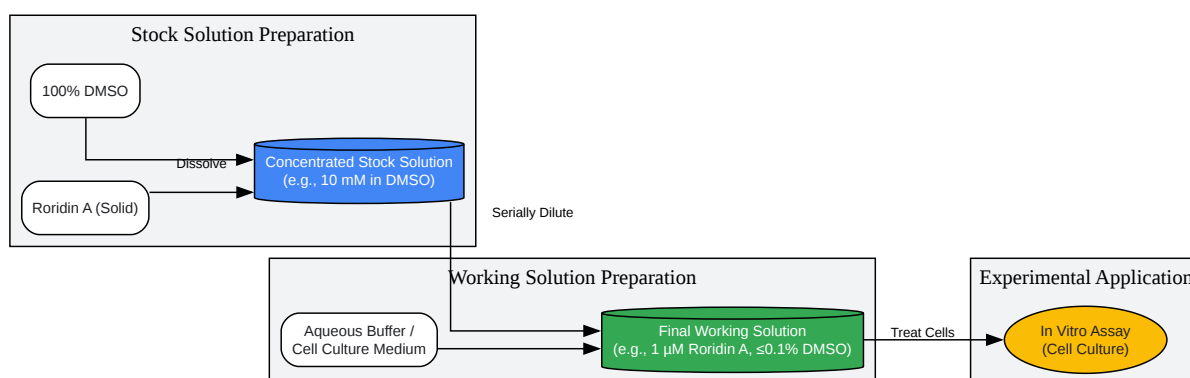 Stock Solution Preparation
100% DMSO
Dissolve
Concentrated Stock Solution
(e.g., 10 mM in DMSO)
Roridin A (Solid)
Serially Dilute
Working Solution Preparation
Experimental Application
Aqueous Buffer /
Cell Culture Medium
Final Working Solution
(e.g., 1 µM Roridin A, ≤0.1% DMSO)
Treat Cells
In Vitro Assay
(Cell Culture)